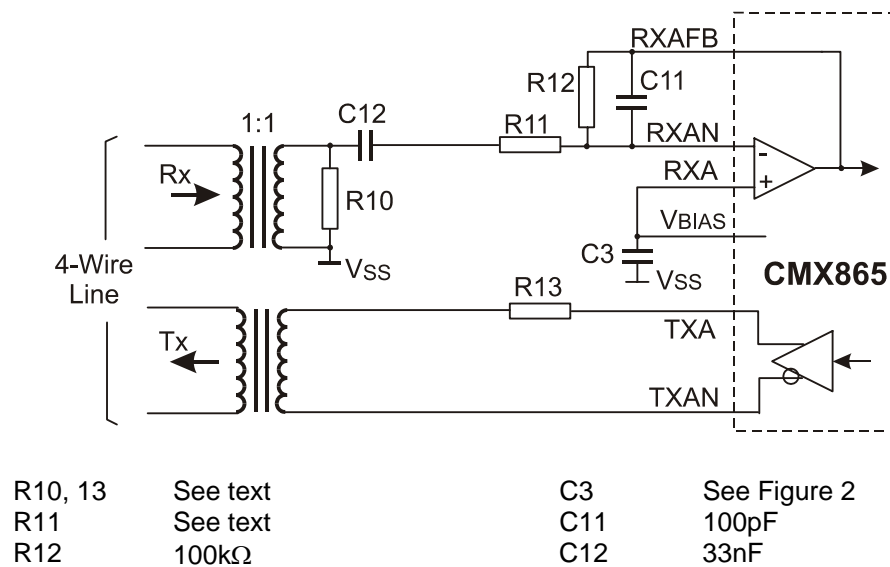 RXAFB
R12
C11
C12
1:1
R11
RXAN
Rx
R10
RXA
-
+
VBIAS
C3
VSS
VSS
4-Wire
Line
CMX865
R13
TXA
Tx
TXAN
R10, 13 See text C3 See Figure 2
R11 See text C11 100pF
R12 100kΩ C12 33nF